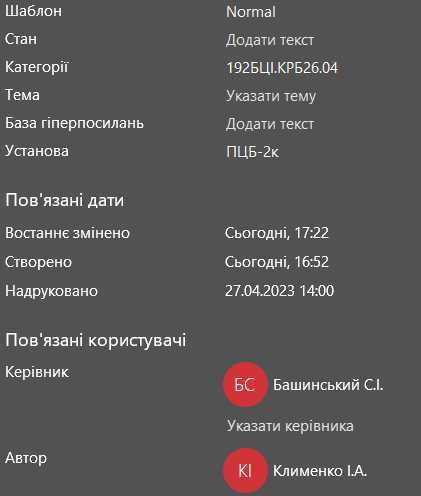 Шаблон Normal
Стан Додати текст
Категорії 192БЦІ.КРБ26.04
Тема Указати тему
База гіперпосилань Додати текст
Установа ПЦБ-2к
Пов'язані дати
Востаннє змінено Сьогодні, 17:22
Створено Сьогодні, 16:52
Надруковано 27.04.2023 14:00
Пов'язані користувачі
Керівник БС Башинський С.І.
Указати керівника
Автор КІ Клименко І.А.